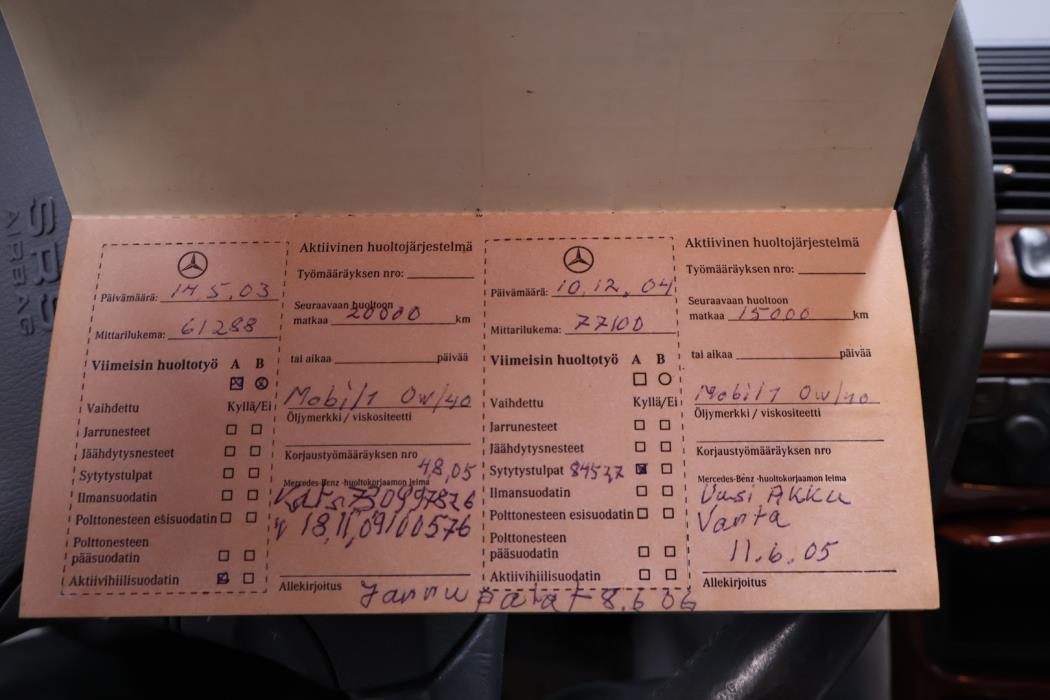 SRS
AIRBAG
Päivämäärä: 14.5.03
Mittarilukema: 61288
Viimeisin huoltotyö A B
Vaihdettu Kyllä/Ei
Jarrunesteet
Jäähdytysnesteet
Sytytystulpat
Ilmansuodatin
Polttonesteen esisuodatin
Polttonesteen
pääsuodatin
Aktiivihiilisuodatin
Aktiivinen huoltojärjestelmä
Työmääräyksen nro:
Seuraavaan huoltoon
matkaa 20000 km
tai aikaa päivää
Mobil 1 0w/40
Öljymerkki / viskositeetti
Korjaustyömääräyksen nro
4,8,05
Mercedes-Benz -huoltokorjaamon leima
18,11,09100576
Allekirjoitus
Päivämäärä: 10.12.04
Mittarilukema: 77100
Viimeisin huoltotyö A B
Vaihdettu Kyllä/Ei
Jarrunesteet
Jäähdytysnesteet
Sytytystulpat 84537
Ilmansuodatin
Polttonesteen esisuodatin
Polttonesteen
pääsuodatin
Aktiivihiilisuodatin
Aktiivinen huoltojärjestelmä
Työmääräyksen nro:
Seuraavaan huoltoon
matkaa 15000 km
tai aikaa päivää
Mobil 1 0w/40
Öljymerkki / viskositeetti
Korjaustyömääräyksen nro
Mercedes-Benz -huoltokorjaamon leima
Uusi AKKU
Vanta
11.6.05
Allekirjoitus
Jarrupalat 8.6 06